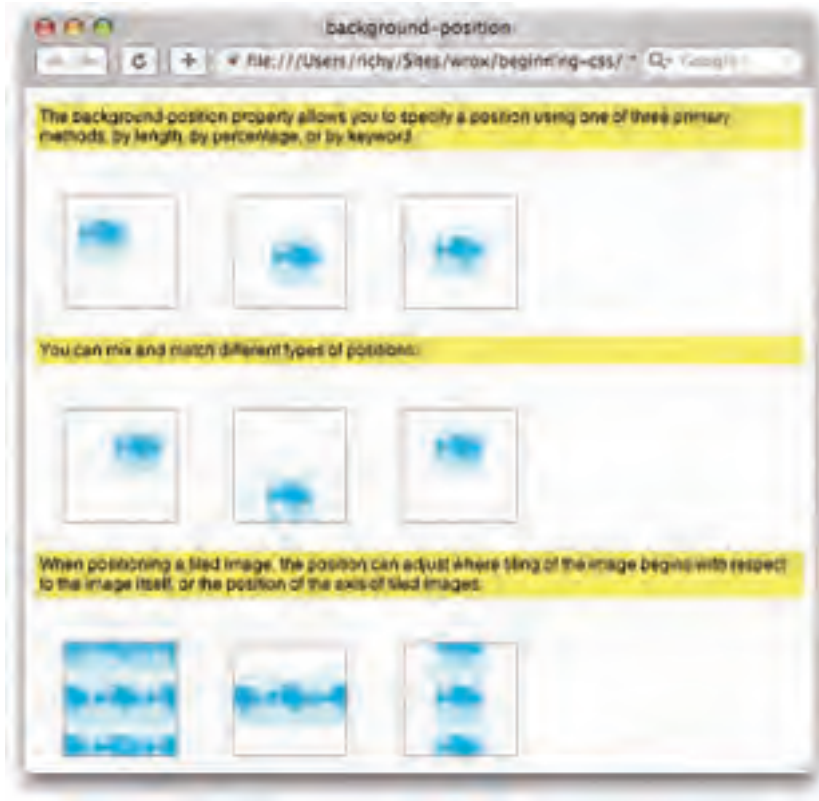 background-position
file:///Users/richy/Sites/wrox/beginning-css/
Google
The background-position property allows you to specify a position using one of three primary
methods, by length, by percentage, or by keyword.
You can mix and match different types of positions.
When positioning a tiled image, the position can adjust where tiling of the image begins with respect
to the image itself, or the position of the axis of tiled images.